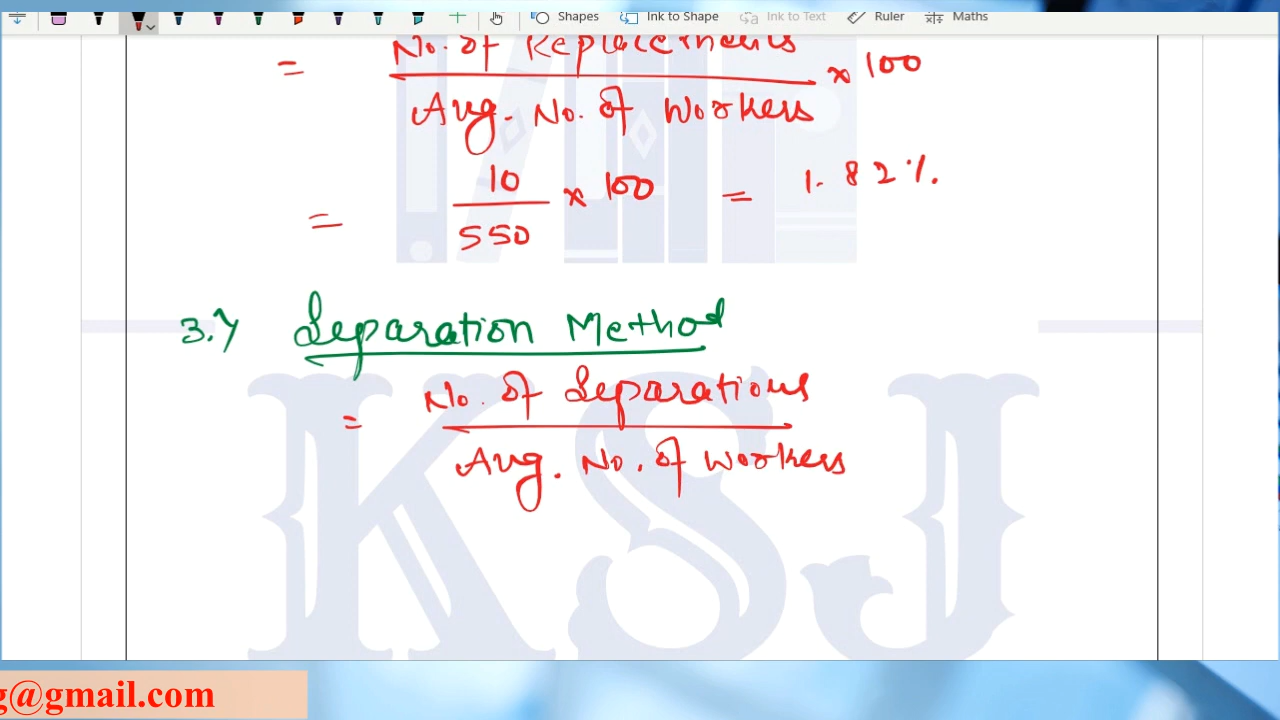 Shapes Ink to Shape Ink to Text Ruler Maths
= No. of Replacements / Avg. No. of Workers × 100
= 10 / 550 × 100 = 1.82%
3.) Separation Method
= No. of Separations / Avg. No. of Workers
KSJ
g@gmail.com